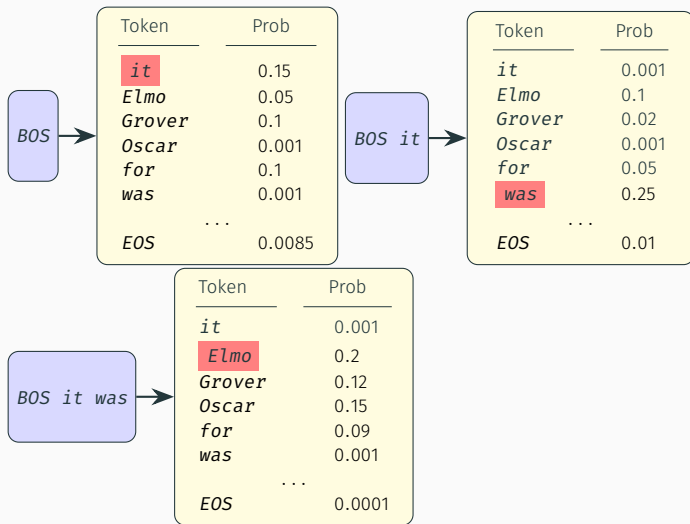 Token Prob
it 0.15
Elmo 0.05
Grover 0.1
Oscar 0.001
for 0.1
was 0.001
...
EOS 0.0085
BOS
Token Prob
it 0.001
Elmo 0.1
Grover 0.02
Oscar 0.001
for 0.05
was 0.25
...
EOS 0.01
BOS it
Token Prob
it 0.001
Elmo 0.2
Grover 0.12
Oscar 0.15
for 0.09
was 0.001
...
EOS 0.0001
BOS it was